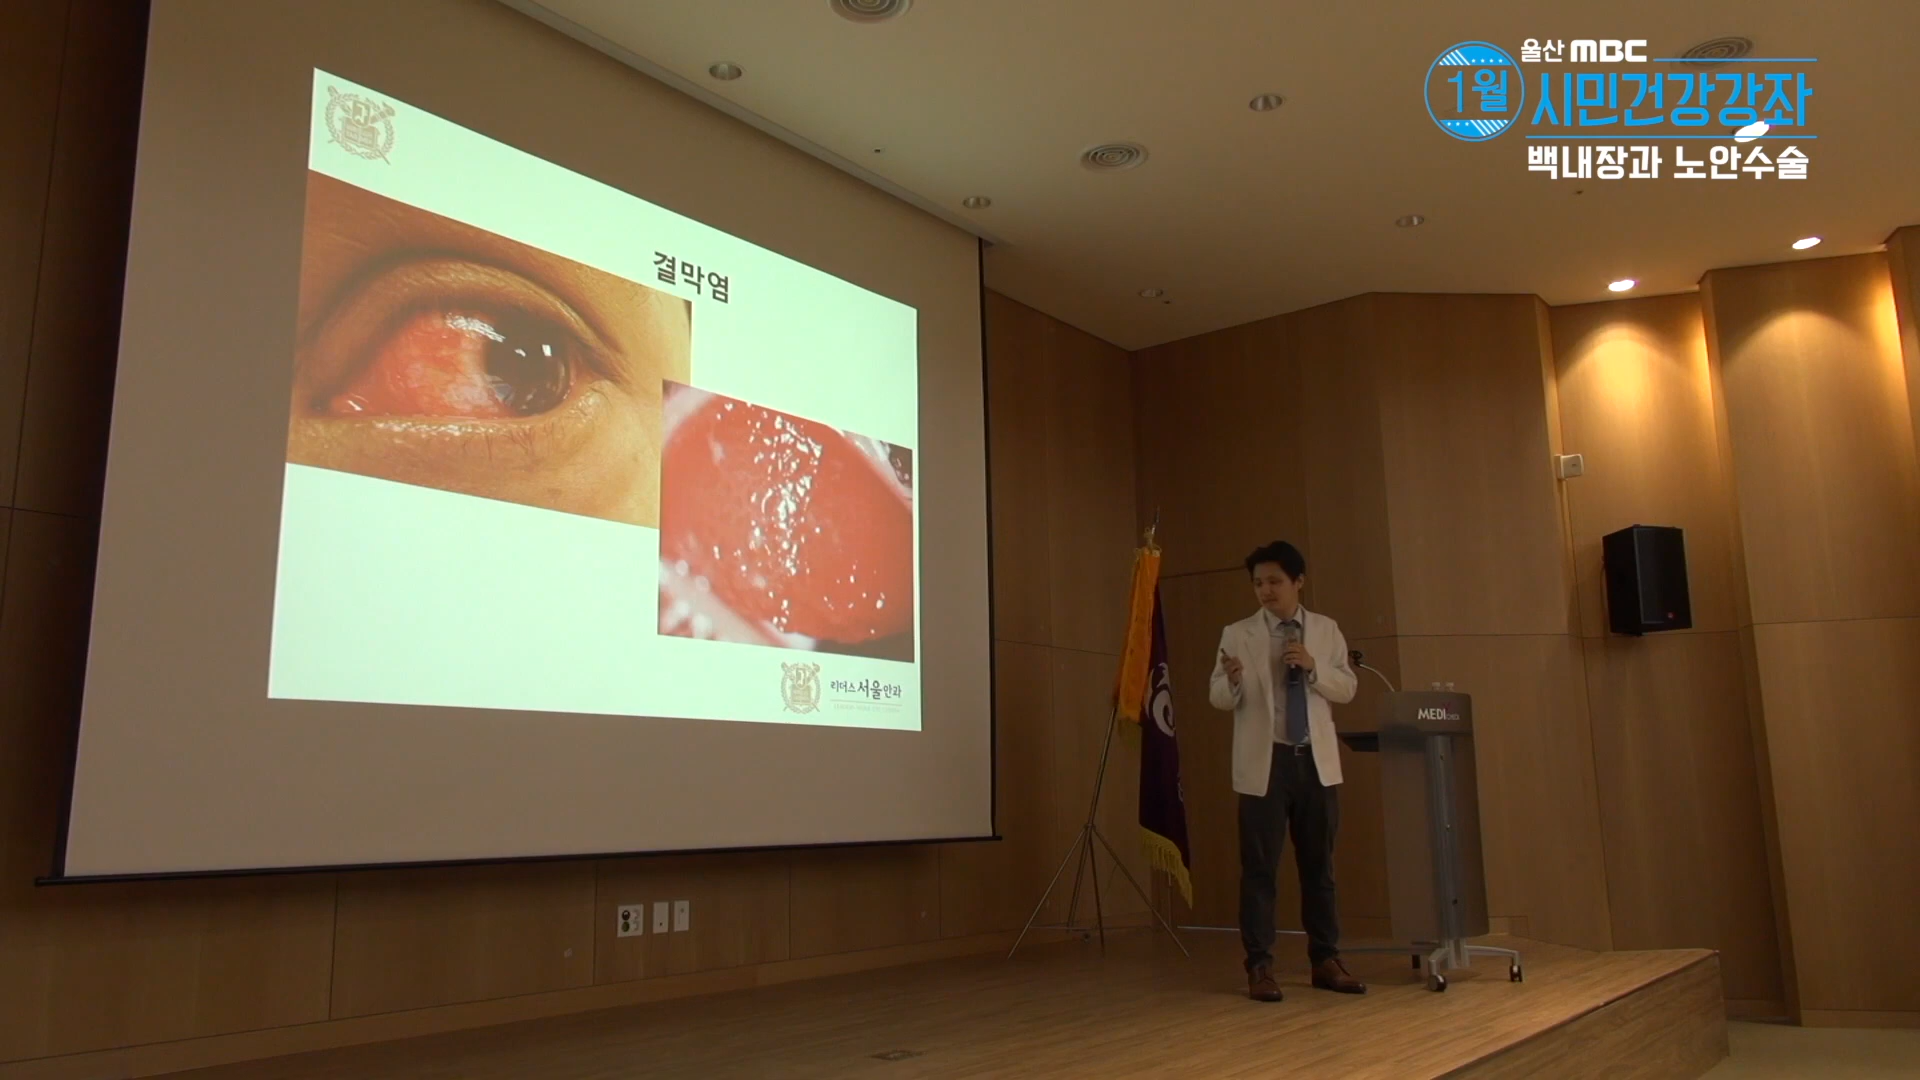 울산 MBC
1월 시민건강강좌
백내장과 노안수술
결막염
리더스서울안과
MEDI